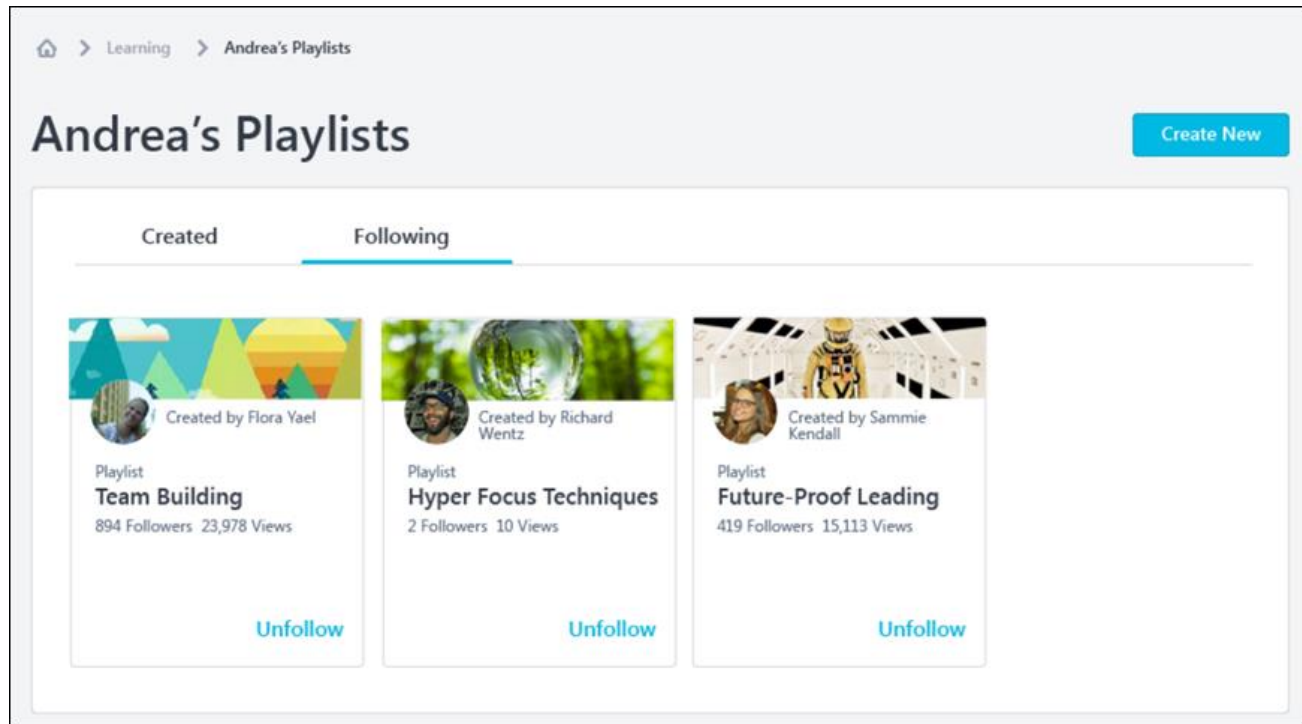 Learning Andrea's Playlists
Andrea's Playlists
Create New
Created Following
Created by Flora Yael
Playlist
Team Building
894 Followers 23,978 Views
Unfollow
Created by Richard
Wentz
Playlist
Hyper Focus Techniques
2 Followers 10 Views
Unfollow
Created by Sammie
Kendall
Playlist
Future-Proof Leading
419 Followers 15,113 Views
Unfollow